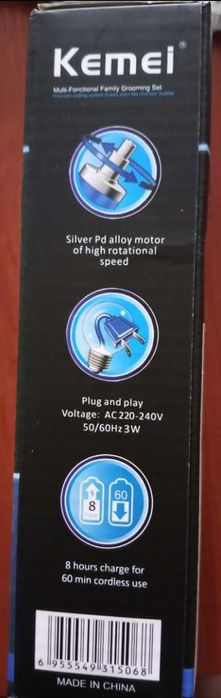 Kemei®
Multi-Fonctional Family Grooming Set
Silver Pd alloy motor
of high rotational
speed
Plug and play
Voltage: AC 220-240V
50/60Hz 3W
8
60
8 hours charge for
60 min cordless use
6 955549 315068
MADE IN CHINA